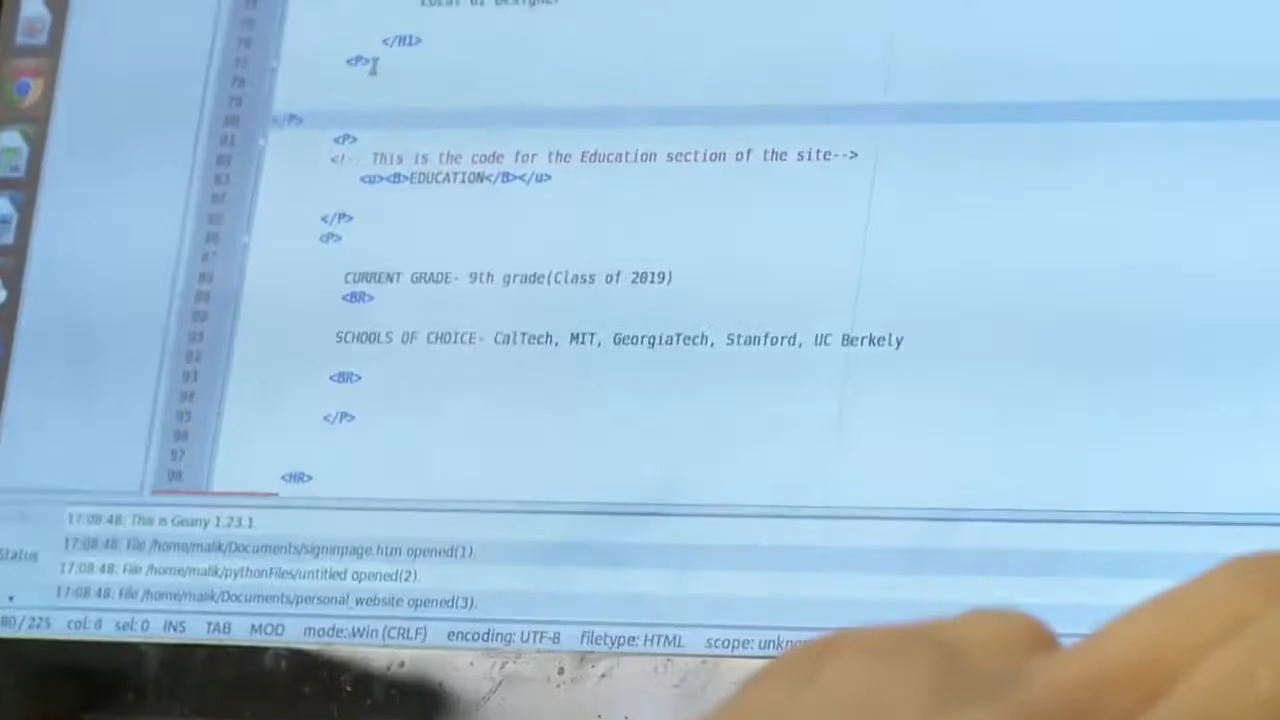 </H1>
<P>
</P>
<P>
<!-- This is the code for the Education section of the site-->
<u><B>EDUCATION</B></u>
</P>
<P>
CURRENT GRADE- 9th grade(Class of 2019)
<BR>
SCHOOLS OF CHOICE- CalTech, MIT, GeorgiaTech, Stanford, UC Berkely
<BR>
</P>
<HR>
17:08:48: This is Geany 1.23.1.
Status
17:08:48: File /home/malik/Documents/signinpage.htm opened(1).
17:08:48: File /home/malik/pythonFiles/untitled opened(2).
17:08:48: File /home/malik/Documents/personal_website opened(3).
80/225 col: 8 sel: 0 INS TAB MOD mode: Win (CRLF) encoding: UTF-8 filetype: HTML scope: